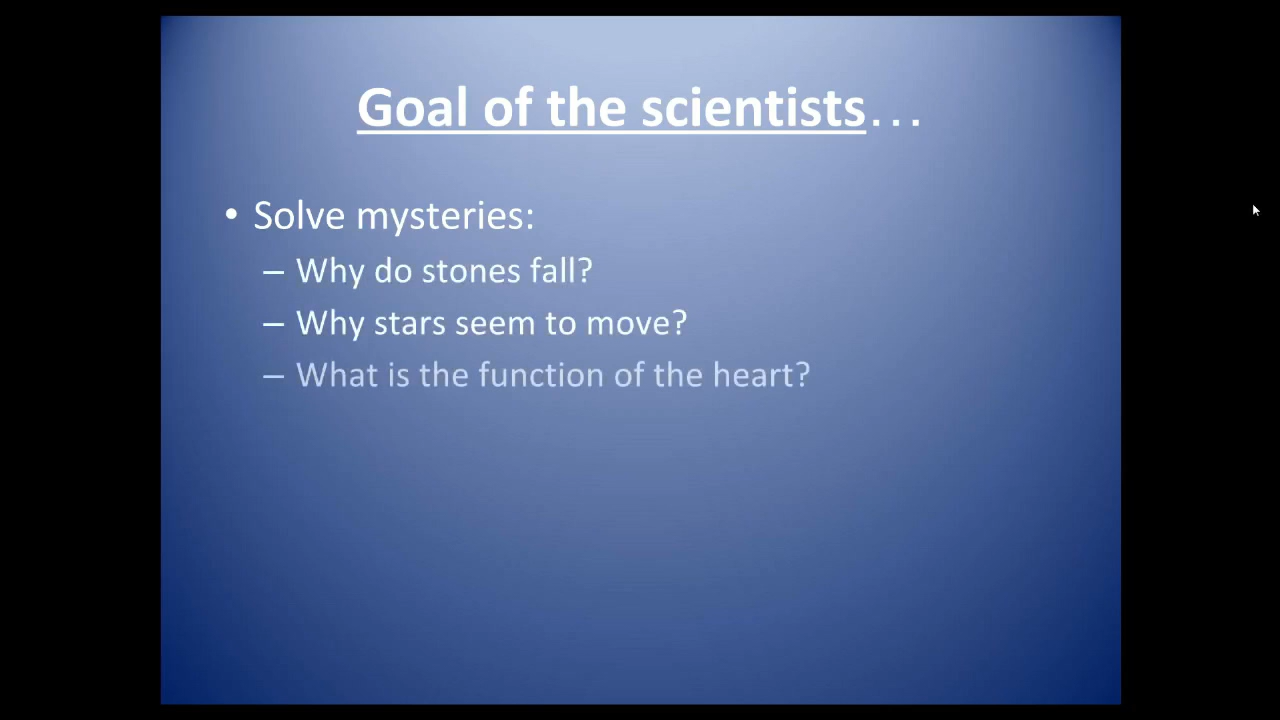 Goal of the scientists…
• Solve mysteries:
– Why do stones fall?
– Why stars seem to move?
– What is the function of the heart?